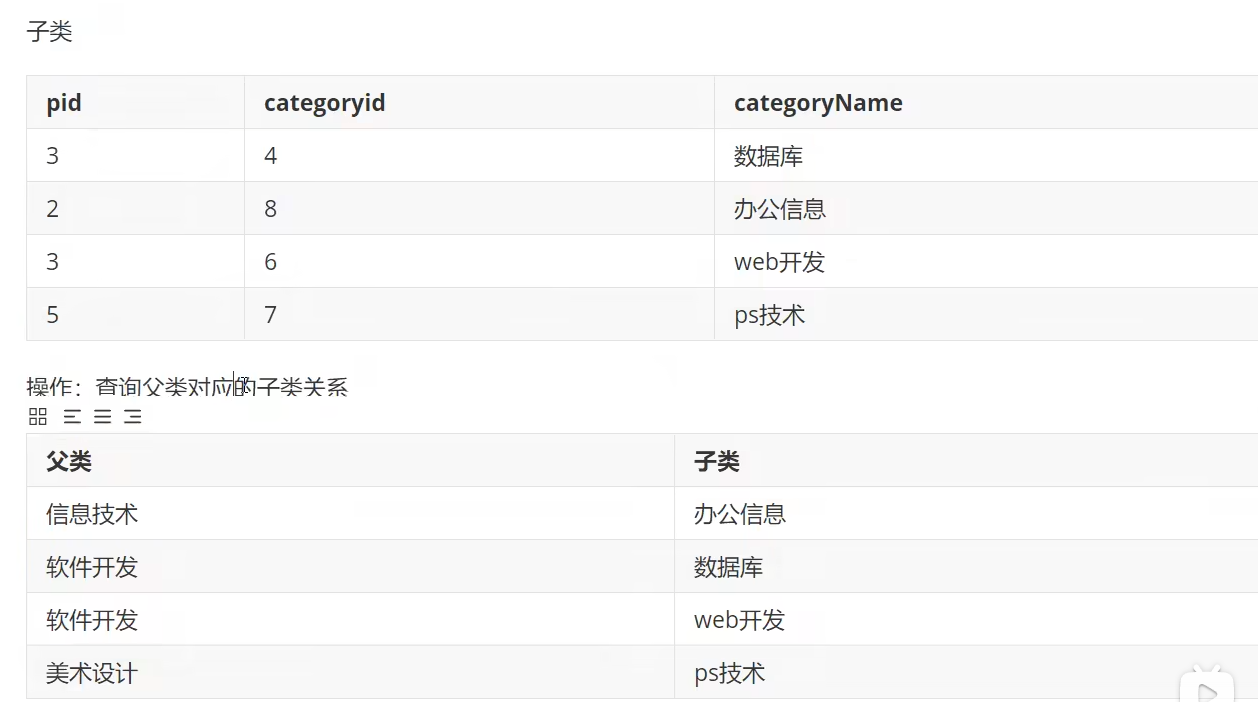 子类
pid categoryid categoryName
3 4 数据库
2 8 办公信息
3 6 web开发
5 7 ps技术
操作：查询父类对应的子类关系
父类 子类
信息技术 办公信息
软件开发 数据库
软件开发 web开发
美术设计 ps技术